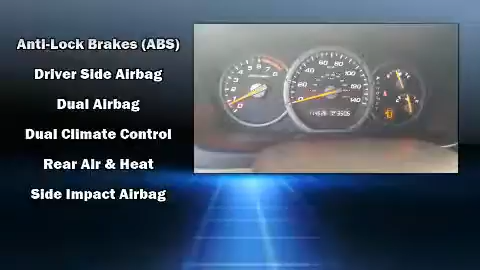 Anti-Lock Brakes (ABS)
Driver Side Airbag
Dual Airbag
Dual Climate Control
Rear Air & Heat
Side Impact Airbag